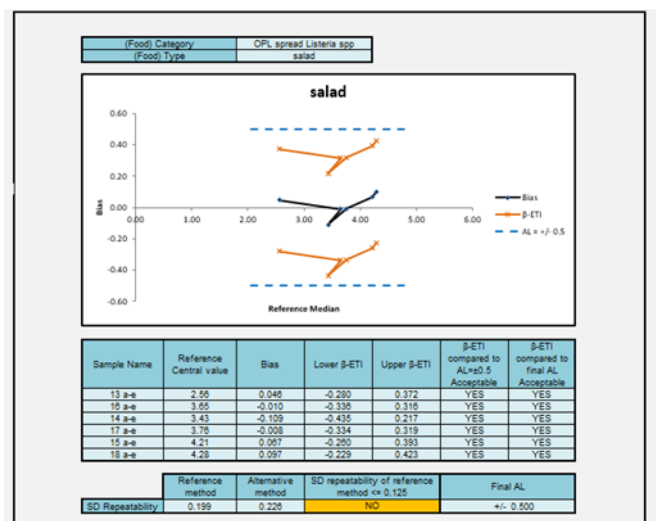 (Food) Category OPL spread Listeria spp
(Food) Type salad
salad
0.60
0.40
0.20
0.00
-0.20
-0.40
-0.60
0.00 1.00 2.00 3.00 4.00 5.00 6.00
Bias
Reference Median
Bias
β-ETI
AL = +/- 0.5
Sample Name Reference Central value Bias Lower β-ETI Upper β-ETI β-ETI compared to AL=±0.5 Acceptable β-ETI compared to final AL Acceptable
13 a-e 2.56 0.046 -0.280 0.372 YES YES
16 a-e 3.65 -0.010 -0.336 0.316 YES YES
14 a-e 3.43 -0.109 -0.435 0.217 YES YES
17 a-e 3.76 -0.008 -0.334 0.319 YES YES
15 a-e 4.21 0.067 -0.260 0.393 YES YES
18 a-e 4.28 0.097 -0.229 0.423 YES YES
Reference method Alternative method SD repeatability of reference method <= 0.125 Final AL
SD Repeatability 0.199 0.226 NO +/- 0.500